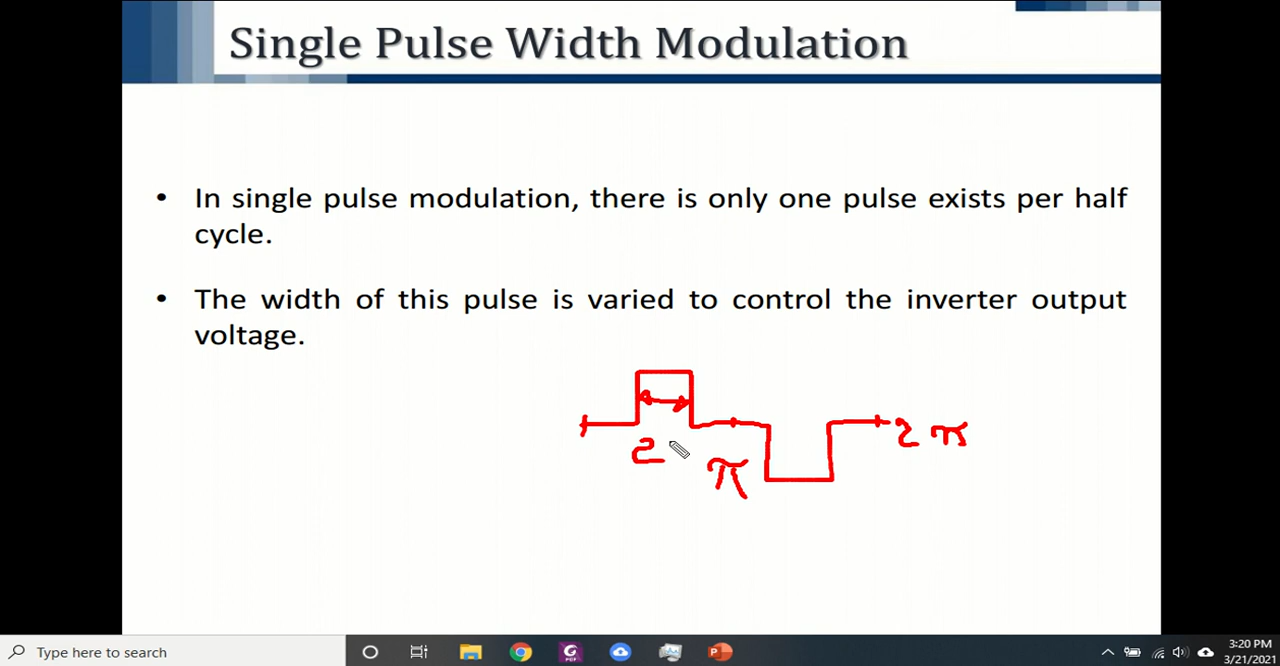 Single Pulse Width Modulation
• In single pulse modulation, there is only one pulse exists per half
cycle.
• The width of this pulse is varied to control the inverter output
voltage.
2 π
2
π
Type here to search
3:20 PM
3/21/2021